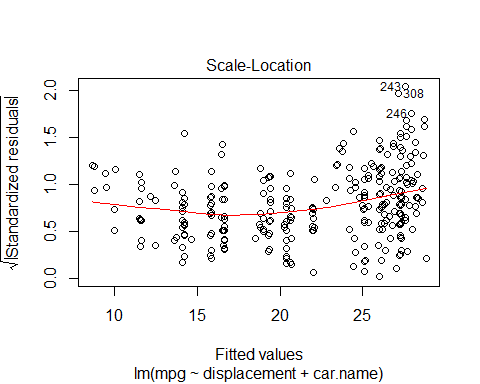 Scale-Location
√|Standardized residuals|
2.0
1.5
1.0
0.5
0.0
243
308
246
10 15 20 25
Fitted values
lm(mpg ~ displacement + car.name)